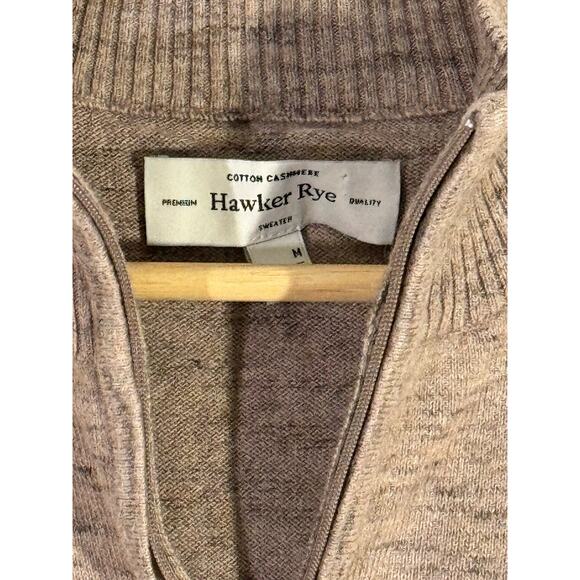 COTTON CASHMERE
PREMIUM Hawker Rye QUALITY
SWEATER
M